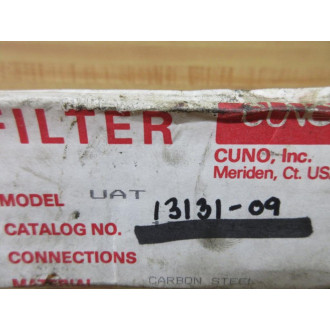 FILTER
CUNO, Inc.
Meriden, Ct. US
MODEL UAT
13131-09
CATALOG NO.
CONNECTIONS
CARBON STEEL